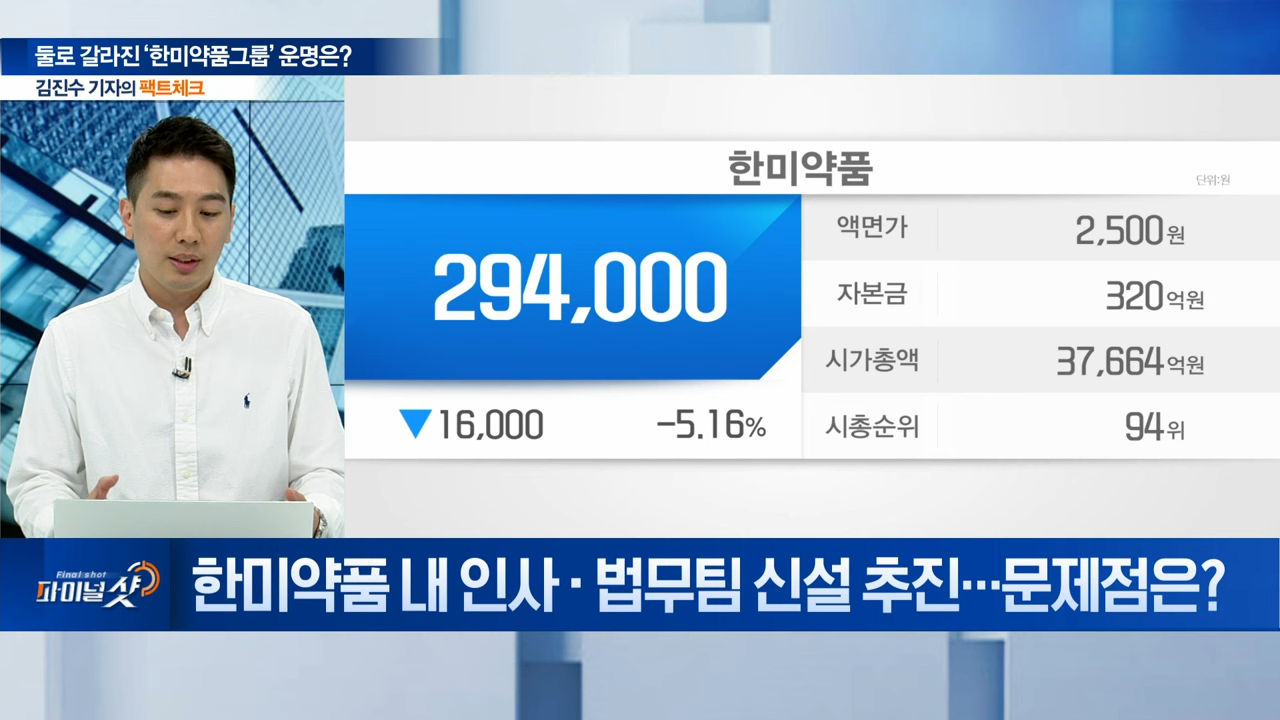 둘로 갈라진 ‘한미약품그룹’ 운명은?
김진수 기자의 팩트체크
한미약품
단위:원
294,000
▼16,000 -5.16%
액면가 2,500원
자본금 320억원
시가총액 37,664억원
시총순위 94위
Final shot
파이널샷
한미약품 내 인사·법무팀 신설 추진…문제점은?